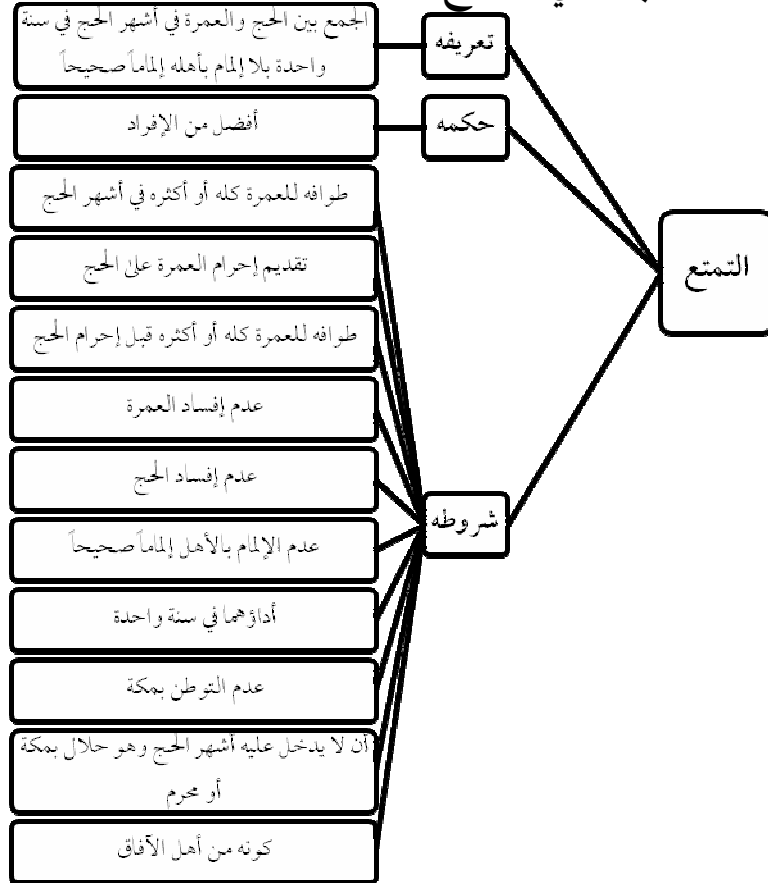 التمتع
تعريفه
الجمع بين الحج والعمرة في أشهر الحج في سنة
واحدة بلا إلمام بأهله إلماماً صحيحاً
حكمه
أفضل من الإفراد
شروطه
طوافه للعمرة كله أو أكثره في أشهر الحج
تقديم إحرام العمرة على الحج
طوافه للعمرة كله أو أكثره قبل إحرام الحج
عدم إفساد العمرة
عدم إفساد الحج
عدم الإلمام بالأهل إلماماً صحيحاً
أداؤهما في سنة واحدة
عدم التوطن بمكة
أن لا يدخل عليه أشهر الحج وهو حلال بمكة
أو محرم
كونه من أهل الآفاق